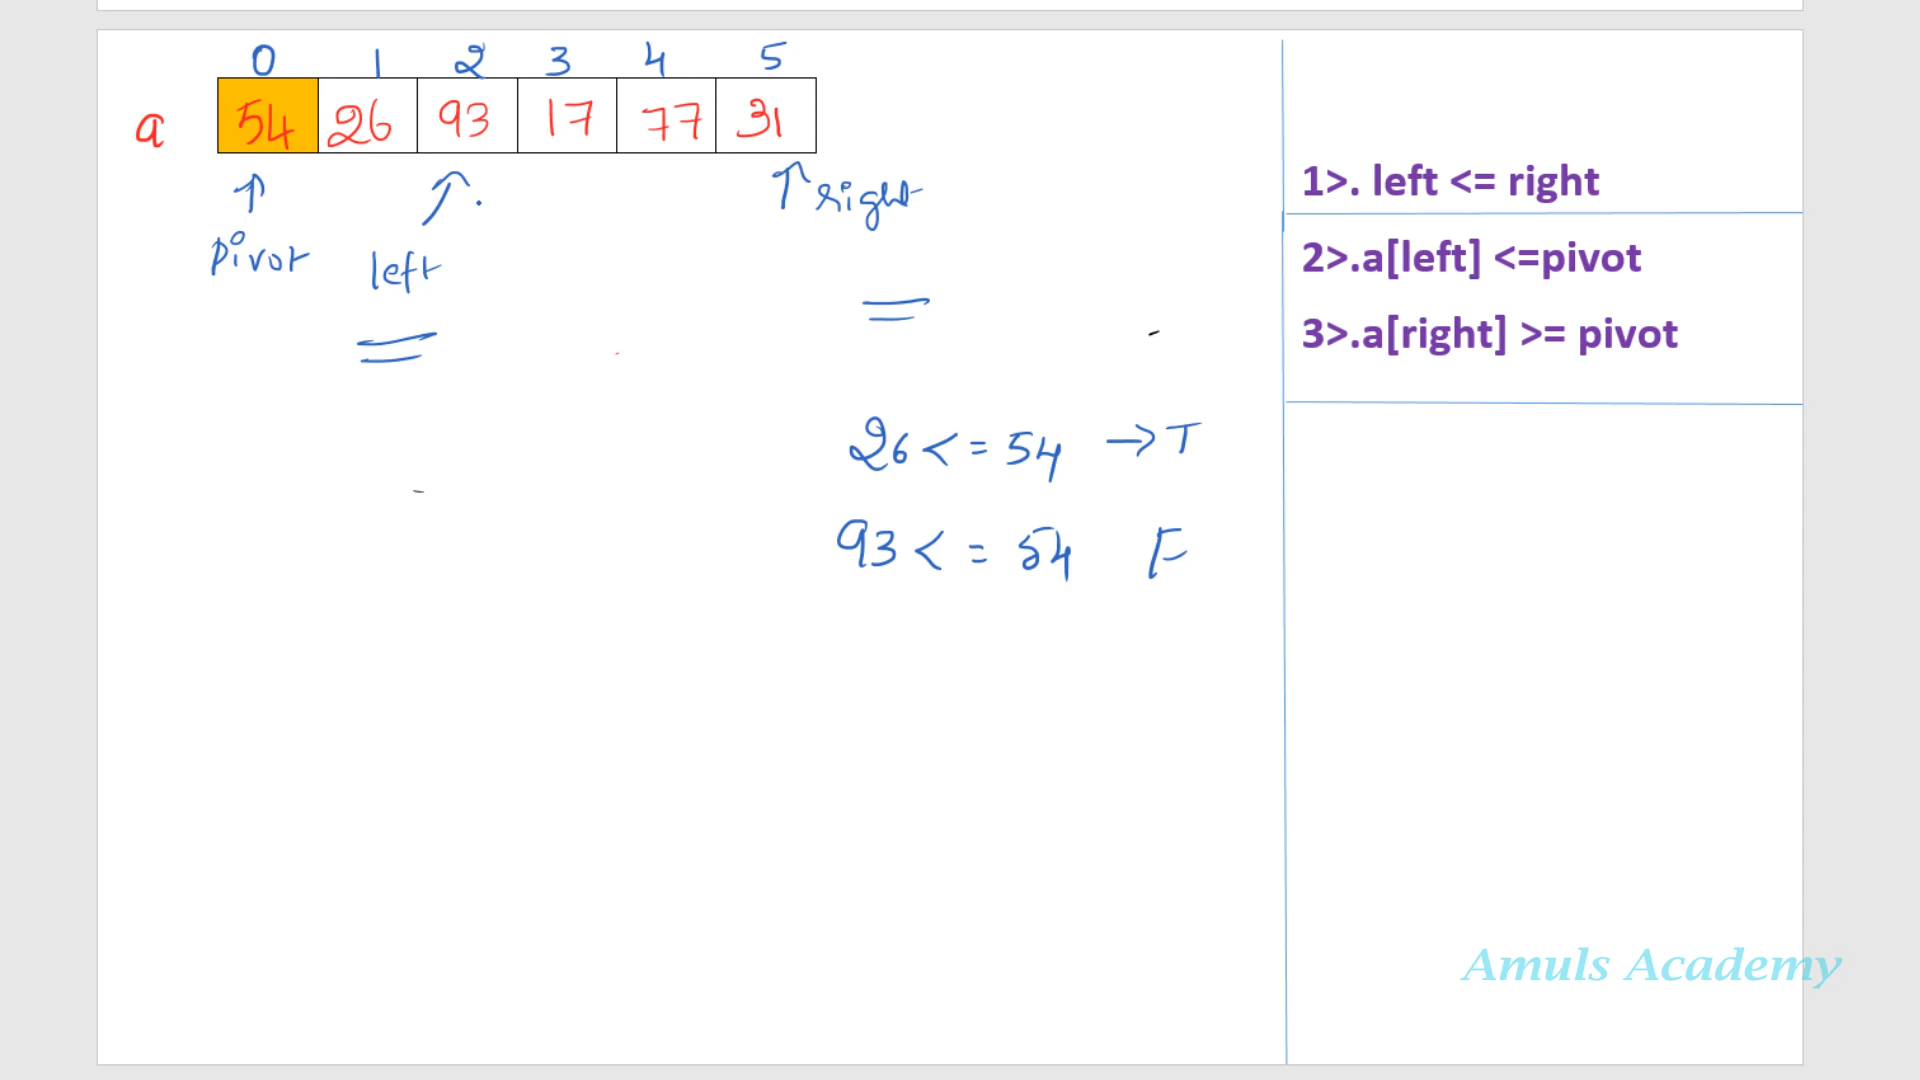 0 1 2 3 4 5
a 54 26 93 17 77 31
pivot left right
26 <= 54 → T
93 <= 54 F
1>. left <= right
2>.a[left] <=pivot
3>.a[right] >= pivot
Amuls Academy